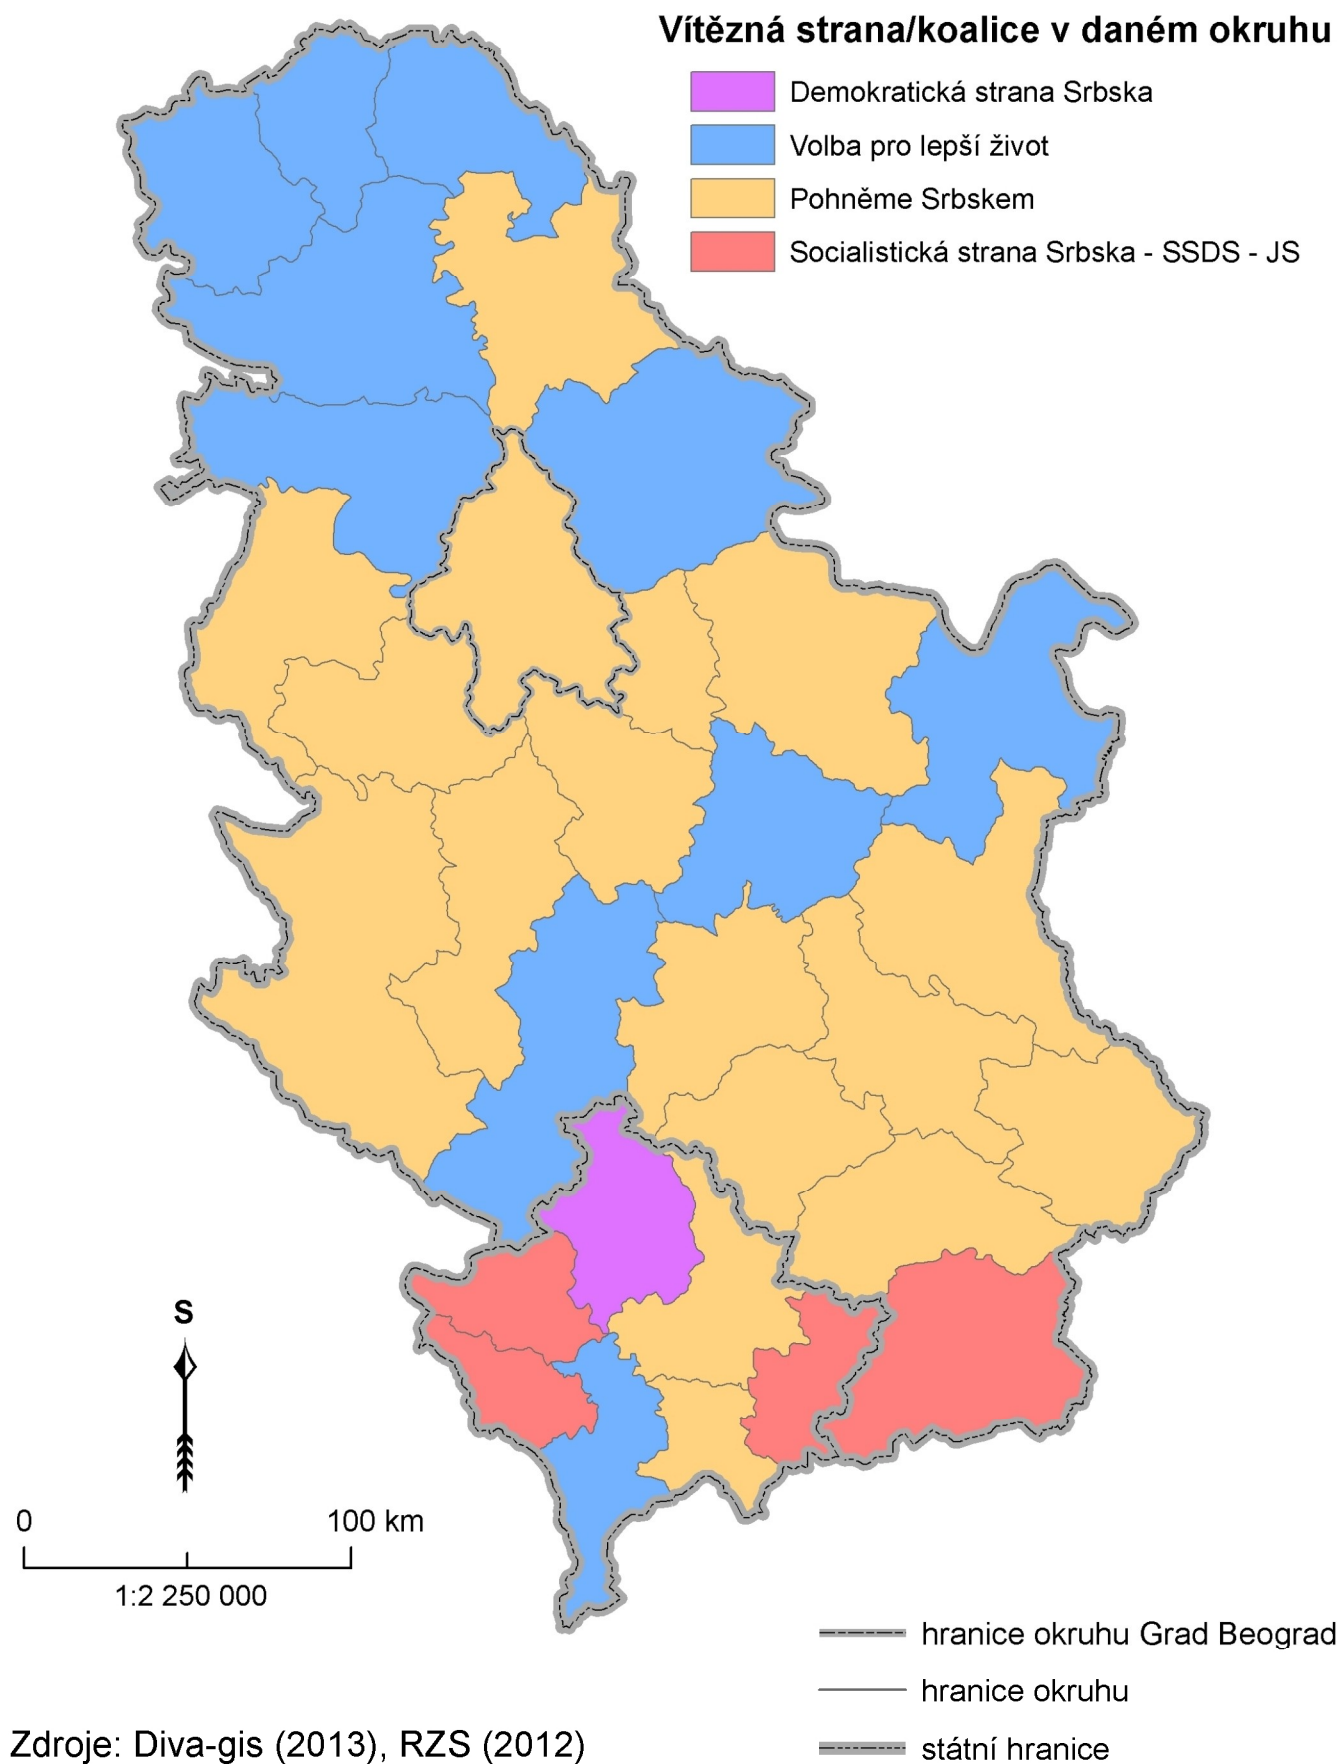 Vítězná strana/koalice v daném okruhu
Demokratická strana Srbska
Volba pro lepší život
Pohněme Srbskem
Socialistická strana Srbska - SSDS - JS
S
0 100 km
1:2 250 000
hranice okruhu Grad Beograd
hranice okruhu
státní hranice
Zdroje: Diva-gis (2013), RZS (2012)